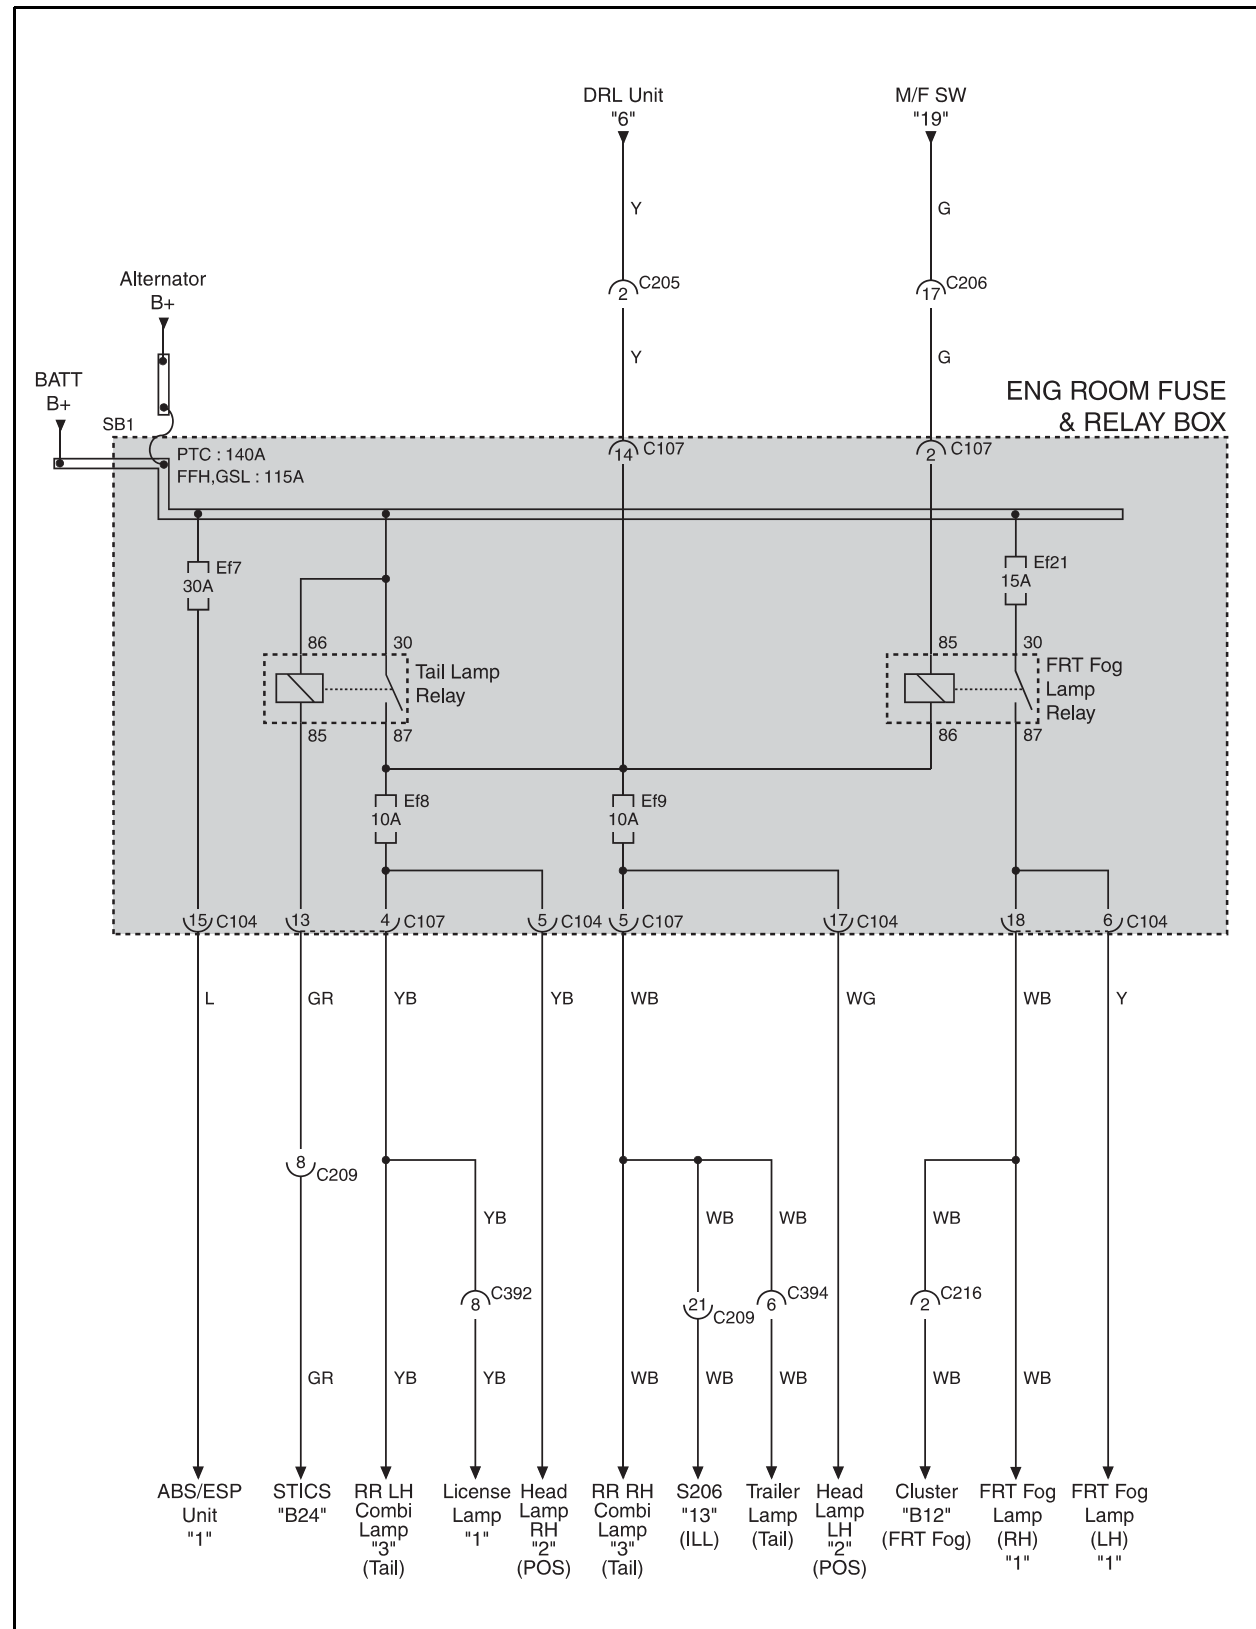 DRL Unit
"6"
M/F SW
"19"
Y
G
C205
2
C206
17
Alternator
B+
Y
G
BATT
B+
ENG ROOM FUSE
& RELAY BOX
SB1
PTC : 140A
FFH,GSL : 115A
14 C107
2 C107
Ef7
30A
Ef21
15A
86
30
85
30
Tail Lamp
Relay
FRT Fog
Lamp
Relay
85
87
86
87
Ef8
10A
Ef9
10A
15 C104
13
4 C107
5 C104
5 C107
17 C104
18
6 C104
L
GR
YB
YB
WB
WG
WB
Y
8
C209
YB
WB
WB
WB
8 C392
21
C209
6 C394
2 C216
GR
YB
YB
WB
WB
WB
WB
WB
ABS/ESP
Unit
"1"
STICS
"B24"
RR LH
Combi
Lamp
"3"
(Tail)
License
Lamp
"1"
Head
Lamp
RH
"2"
(POS)
RR RH
Combi
Lamp
"3"
(Tail)
S206
"13"
(ILL)
Trailer
Lamp
(Tail)
Head
Lamp
LH
"2"
(POS)
Cluster
"B12"
(FRT Fog)
FRT Fog
Lamp
(RH)
"1"
FRT Fog
Lamp
(LH)
"1"